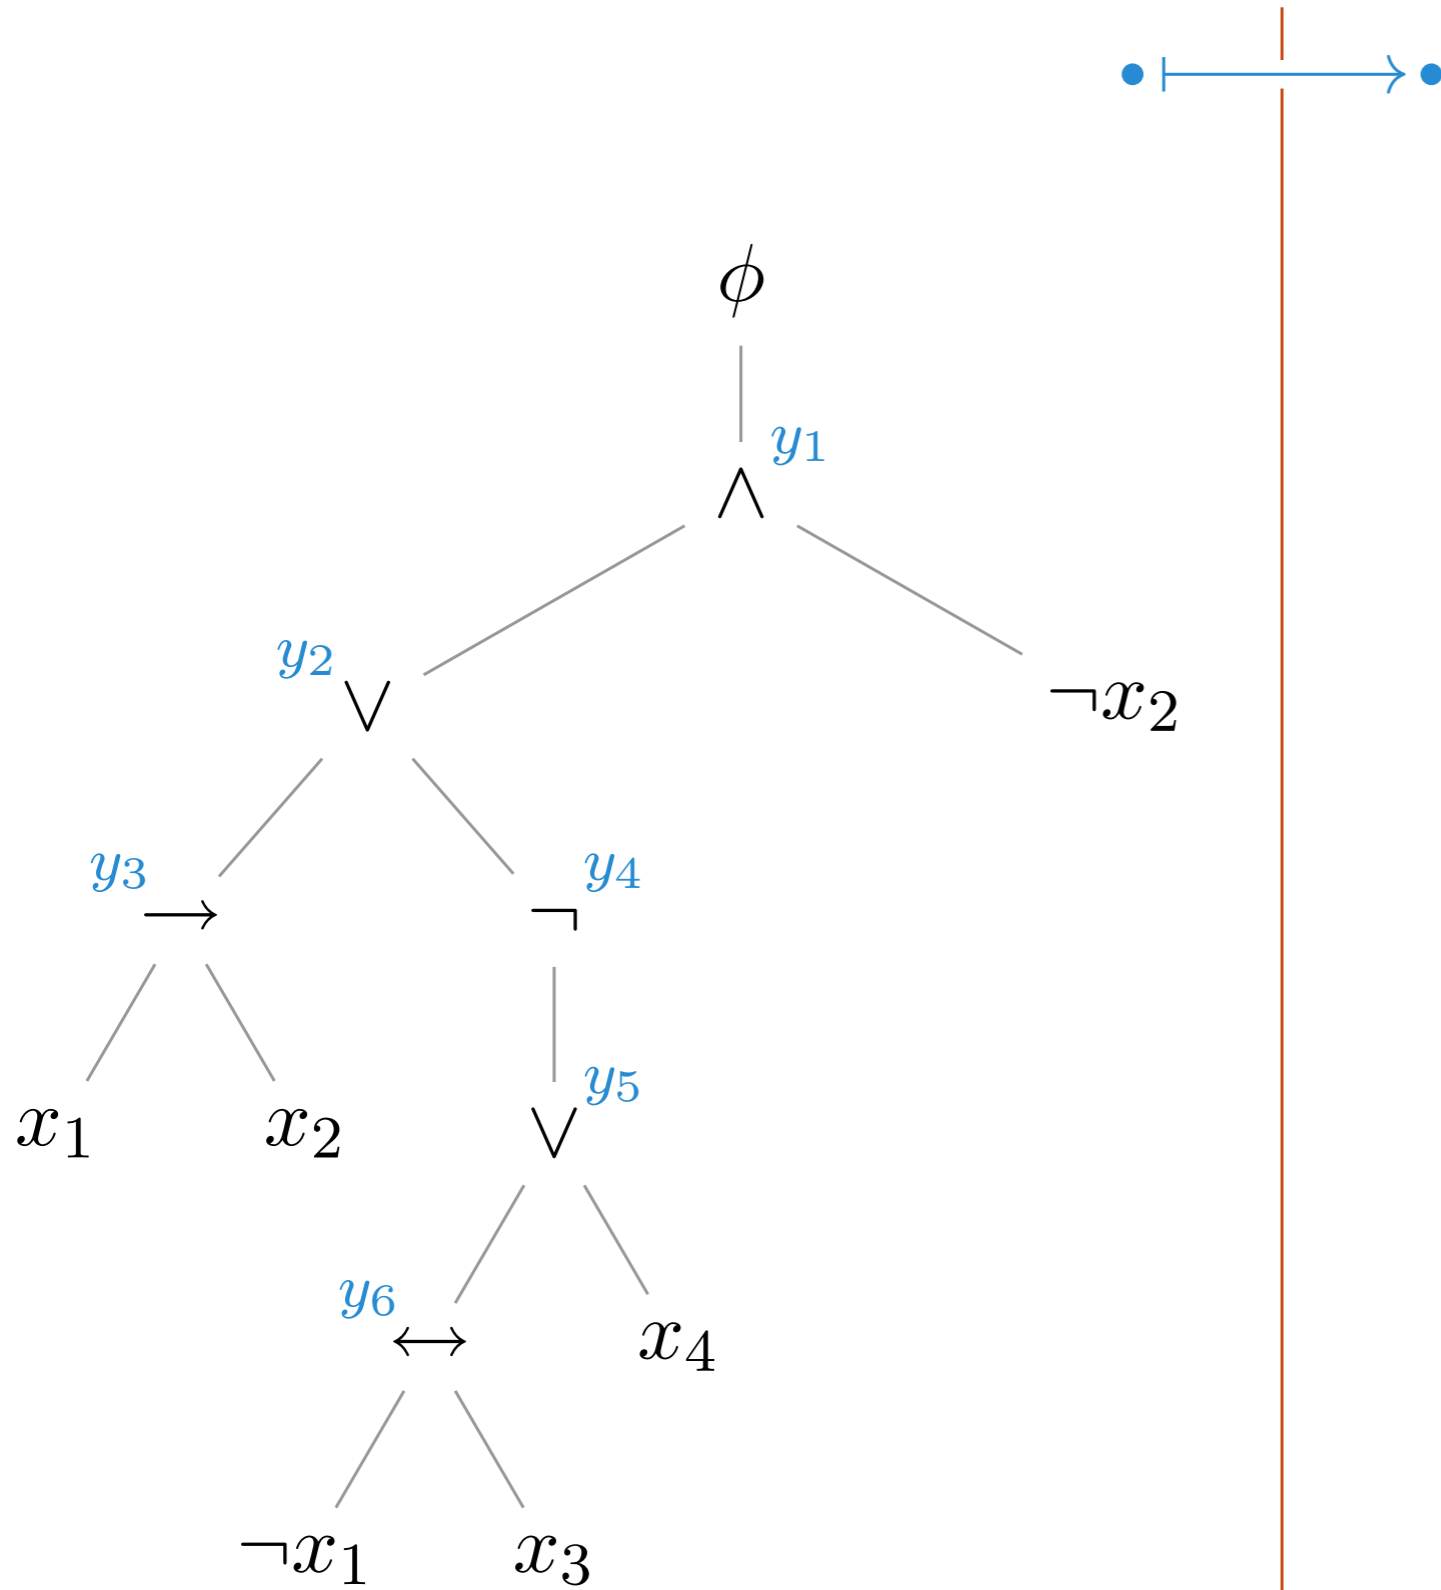 ϕ
y₁
∧
y₂
∨
¬x₂
y₃
→
y₄
¬
x₁ x₂
y₅
∨
y₆
↔
x₄
¬x₁ x₃